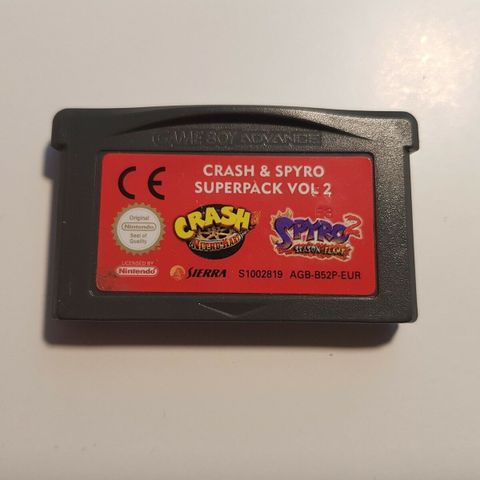 GAME BOY ADVANCE
CE
CRASH & SPYRO
SUPERPACK VOL 2
Original
Nintendo
Seal of
Quality
CRASH
SPYRO 2
SEASON OF FLAME
LICENSED BY
Nintendo
SIERRA
S1002819 AGB-B52P-EUR